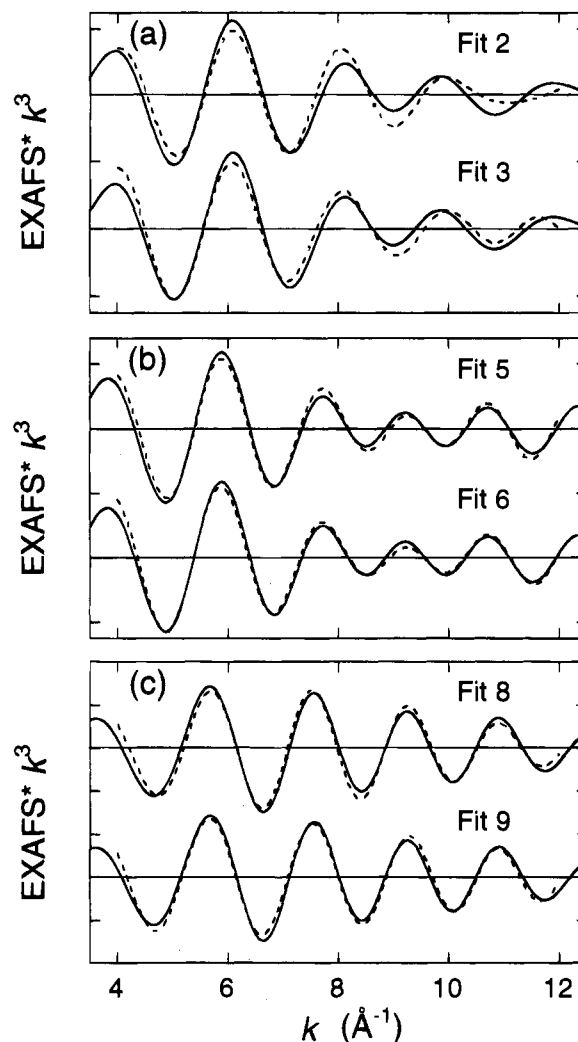 (a)
Fit 2
Fit 3
EXAFS* k³
(b)
Fit 5
Fit 6
EXAFS* k³
(c)
Fit 8
Fit 9
EXAFS* k³
4 6 8 10 12
k (Å⁻¹)